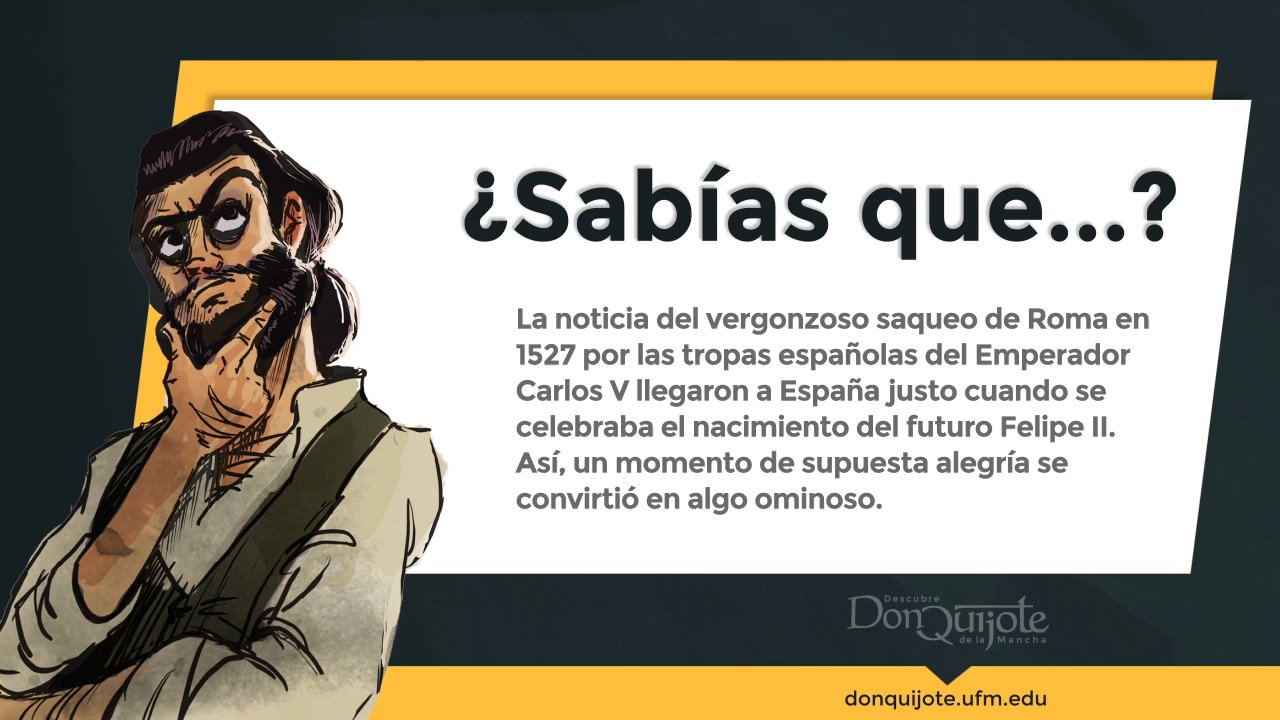 ¿Sabías que...?
La noticia del vergonzoso saqueo de Roma en
1527 por las tropas españolas del Emperador
Carlos V llegaron a España justo cuando se
celebraba el nacimiento del futuro Felipe II.
Así, un momento de supuesta alegría se
convirtió en algo ominoso.
Descubre
DonQuijote
de la Mancha
donquijote.ufm.edu